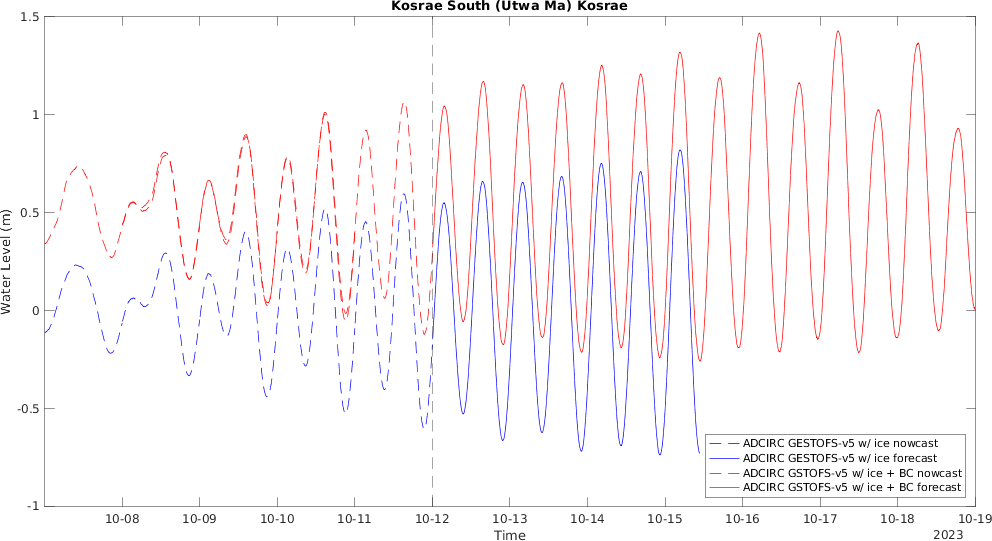 Kosrae South (Utwa Ma) Kosrae
Water Level (m)
1.5
1
0.5
0
-0.5
-1
ADCIRC GESTOFS-v5 w/ ice nowcast
ADCIRC GESTOFS-v5 w/ ice forecast
ADCIRC GSTOFS-v5 w/ ice + BC nowcast
ADCIRC GSTOFS-v5 w/ ice + BC forecast
10-08 10-09 10-10 10-11 10-12 10-13 10-14 10-15 10-16 10-17 10-18 10-19
Time
2023